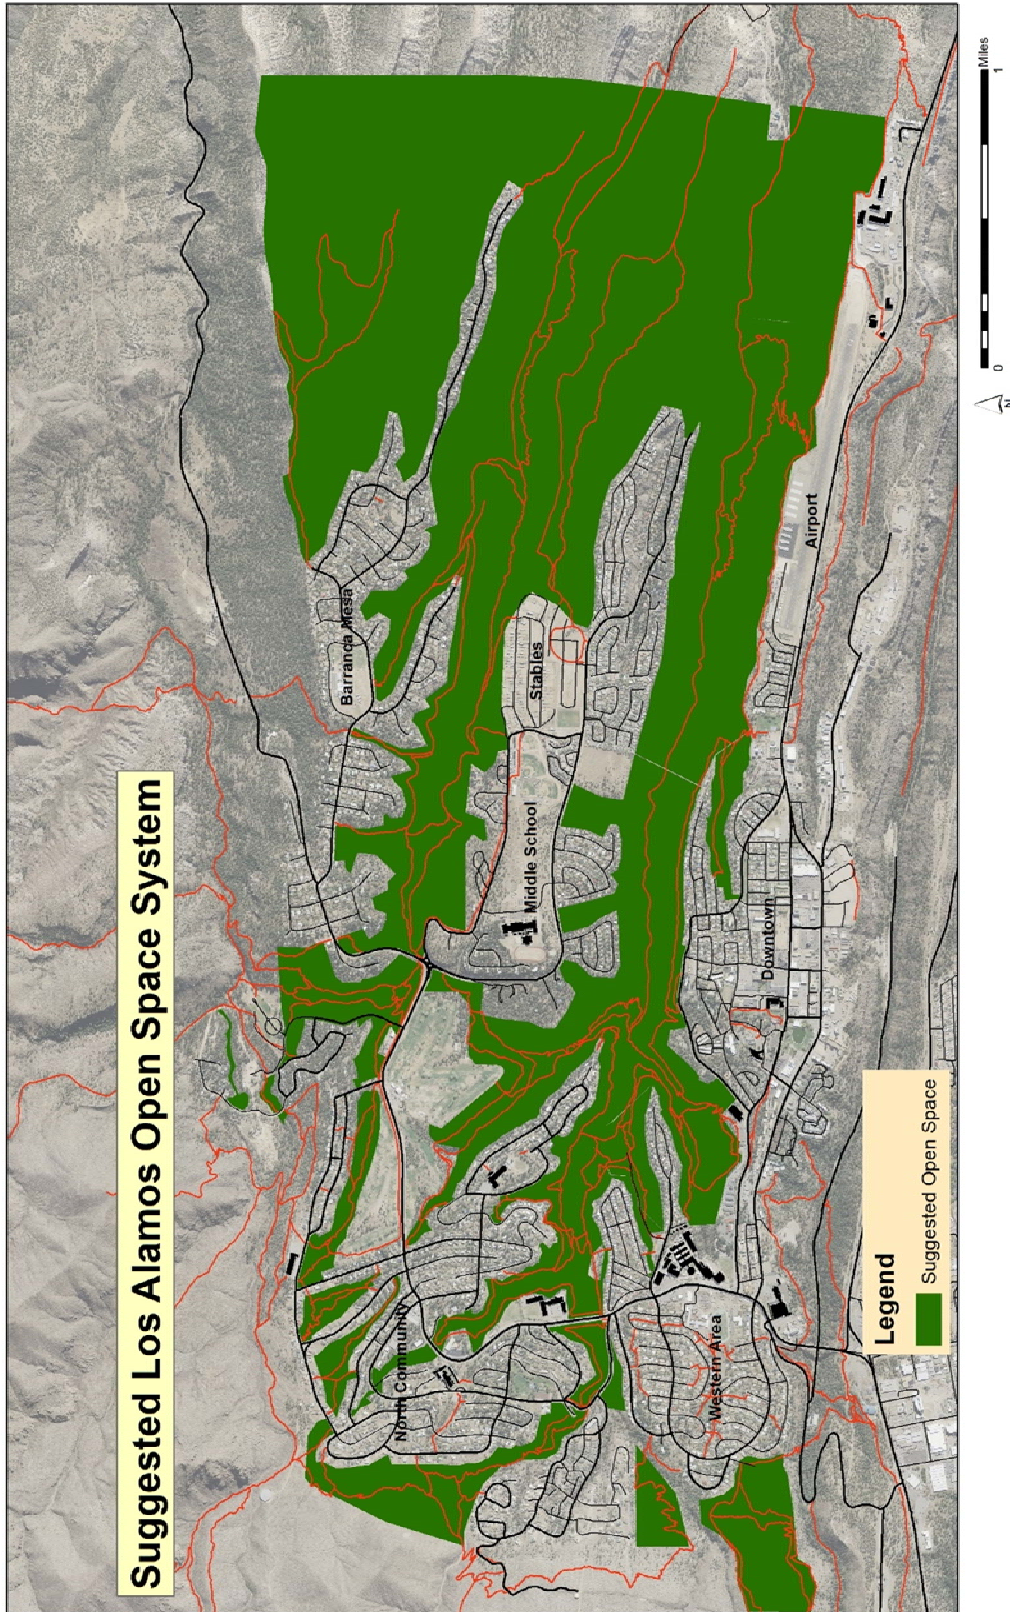 Suggested Los Alamos Open Space System
Barranca Mesa
North Community
Middle School
Stables
Western Area
Downtown
Airport
Legend
Suggested Open Space
0
1
Miles
N